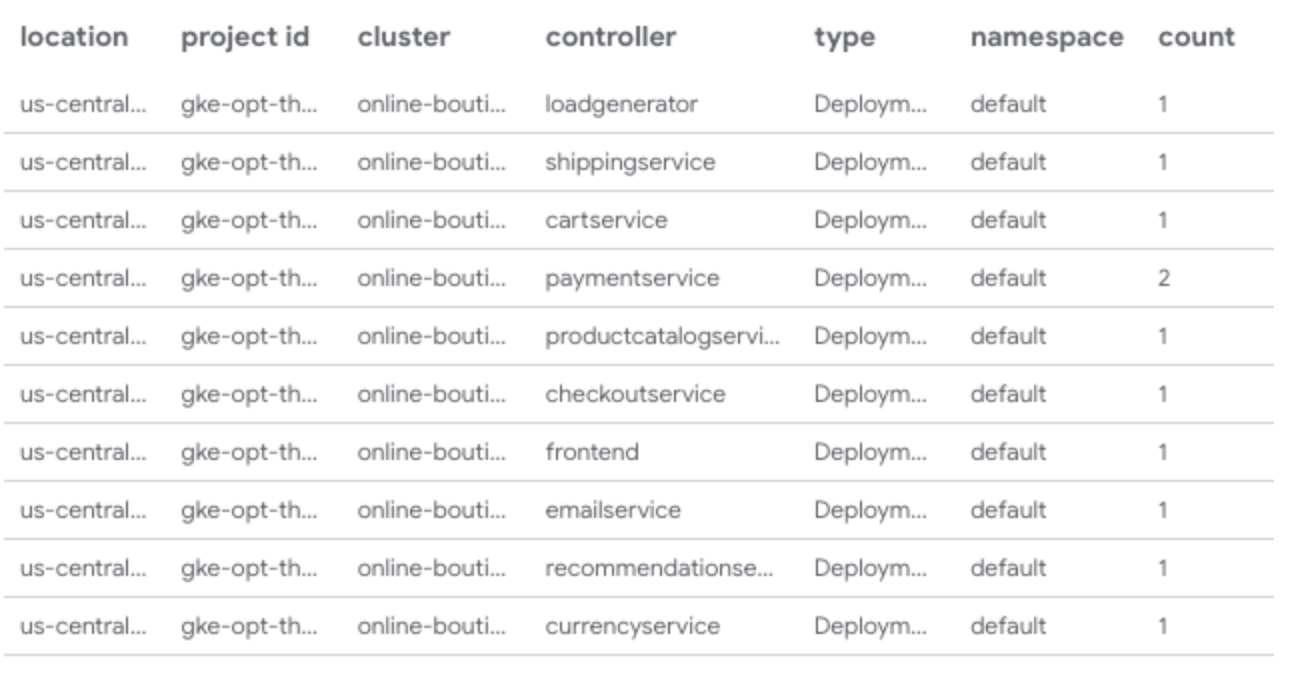 location project id cluster controller type namespace count
us-central... gke-opt-th... online-bouti... loadgenerator Deploym... default 1
us-central... gke-opt-th... online-bouti... shippingservice Deploym... default 1
us-central... gke-opt-th... online-bouti... cartservice Deploym... default 1
us-central... gke-opt-th... online-bouti... paymentservice Deploym... default 2
us-central... gke-opt-th... online-bouti... productcatalogservi... Deploym... default 1
us-central... gke-opt-th... online-bouti... checkoutservice Deploym... default 1
us-central... gke-opt-th... online-bouti... frontend Deploym... default 1
us-central... gke-opt-th... online-bouti... emailservice Deploym... default 1
us-central... gke-opt-th... online-bouti... recommendationse... Deploym... default 1
us-central... gke-opt-th... online-bouti... currencyservice Deploym... default 1